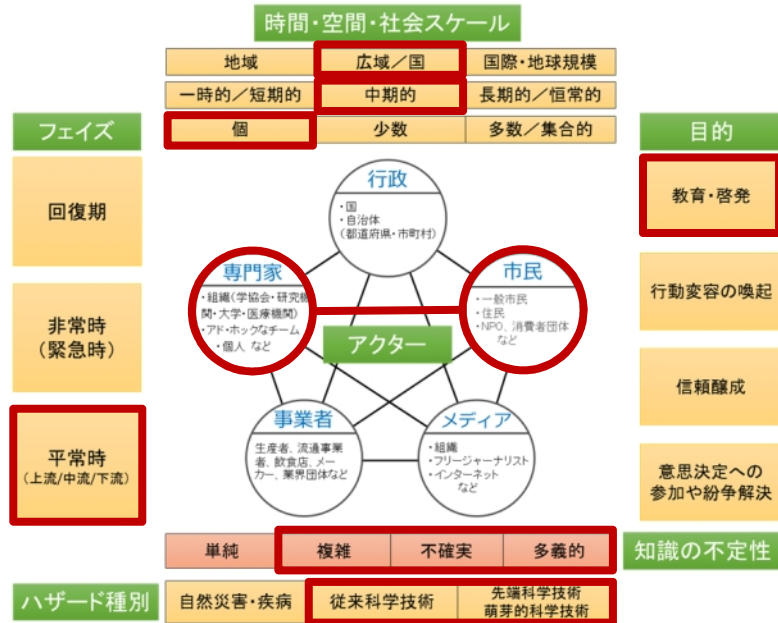 時間・空間・社会スケール
地域
広域／国
国際・地球規模
一時的／短期的
中期的
長期的／恒常的
個
少数
多数／集合的
フェイズ
回復期
非常時
（緊急時）
平常時
（上流/中流/下流）
目的
教育・啓発
行動変容の喚起
信頼醸成
意思決定への
参加や紛争解決
行政
・国
・自治体
（都道府県・市町村）
専門家
・組織（学協会・研究機
関・大学・医療機関）
・アド・ホックなチーム
・個人 など
市民
・一般市民
・住民
・NPO、消費者団体
など
アクター
事業者
生産者、流通事業
者、飲食店、メー
カー、業界団体など
メディア
・組織
・フリージャーナリスト
・インターネット
など
単純
複雑
不確実
多義的
知識の不定性
ハザード種別
自然災害・疾病
従来科学技術
先端科学技術
萌芽的科学技術